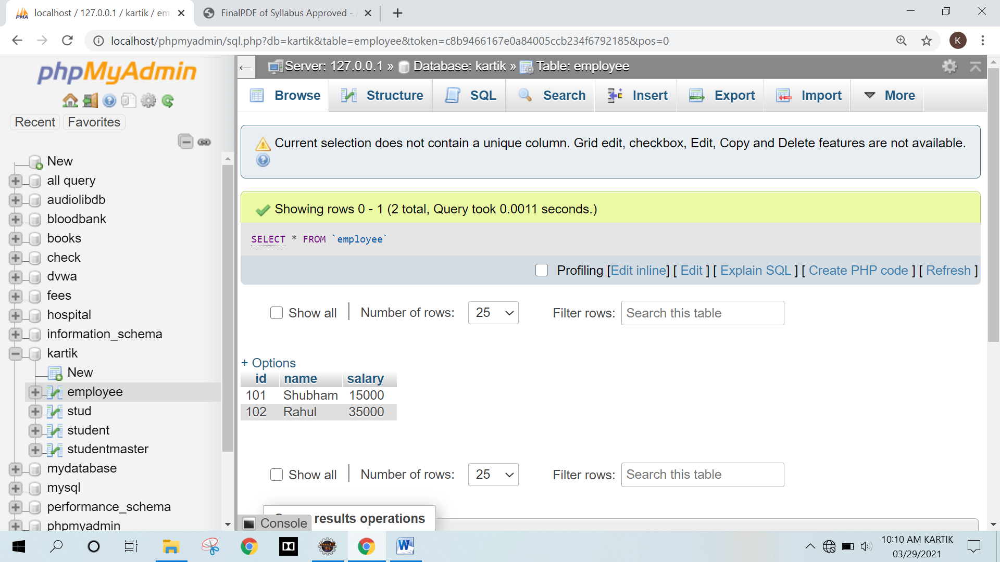 localhost / 127.0.0.1 / kartik / em
FinalPDF of Syllabus Approved -
localhost/phpmyadmin/sql.php?db=kartik&table=employee&token=c8b9466167e0a84005ccb234f6792185&pos=0
K
phpMyAdmin
Recent Favorites
New
all query
audiolibdb
bloodbank
books
check
dvwa
fees
hospital
information_schema
kartik
New
employee
stud
student
studentmaster
mydatabase
mysql
performance_schema
phpmyadmin
Server: 127.0.0.1 » Database: kartik » Table: employee
Browse Structure SQL Search Insert Export Import More
Current selection does not contain a unique column. Grid edit, checkbox, Edit, Copy and Delete features are not available.
Showing rows 0 - 1 (2 total, Query took 0.0011 seconds.)
SELECT * FROM `employee`
Profiling [Edit inline] [ Edit ] [ Explain SQL ] [ Create PHP code ] [ Refresh ]
Show all | Number of rows: 25 Filter rows: Search this table
+ Options
id name salary
101 Shubham 15000
102 Rahul 35000
Show all | Number of rows: 25 Filter rows: Search this table
results operations
Console
10:10 AM KARTIK
03/29/2021